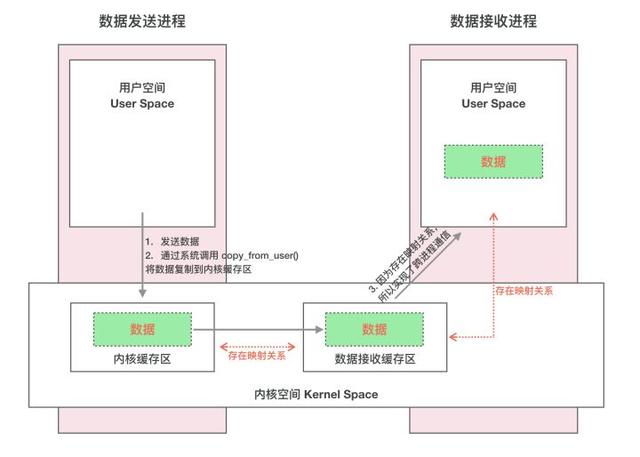 数据发送进程
数据接收进程
用户空间
User Space
用户空间
User Space
数据
1. 发送数据
2. 通过系统调用 copy_from_user()
将数据复制到内核缓存区
3. 因为存在映射关系，
所以实现了跨进程通信
存在映射关系
数据
数据
内核缓存区
存在映射关系
数据接收缓存区
内核空间 Kernel Space